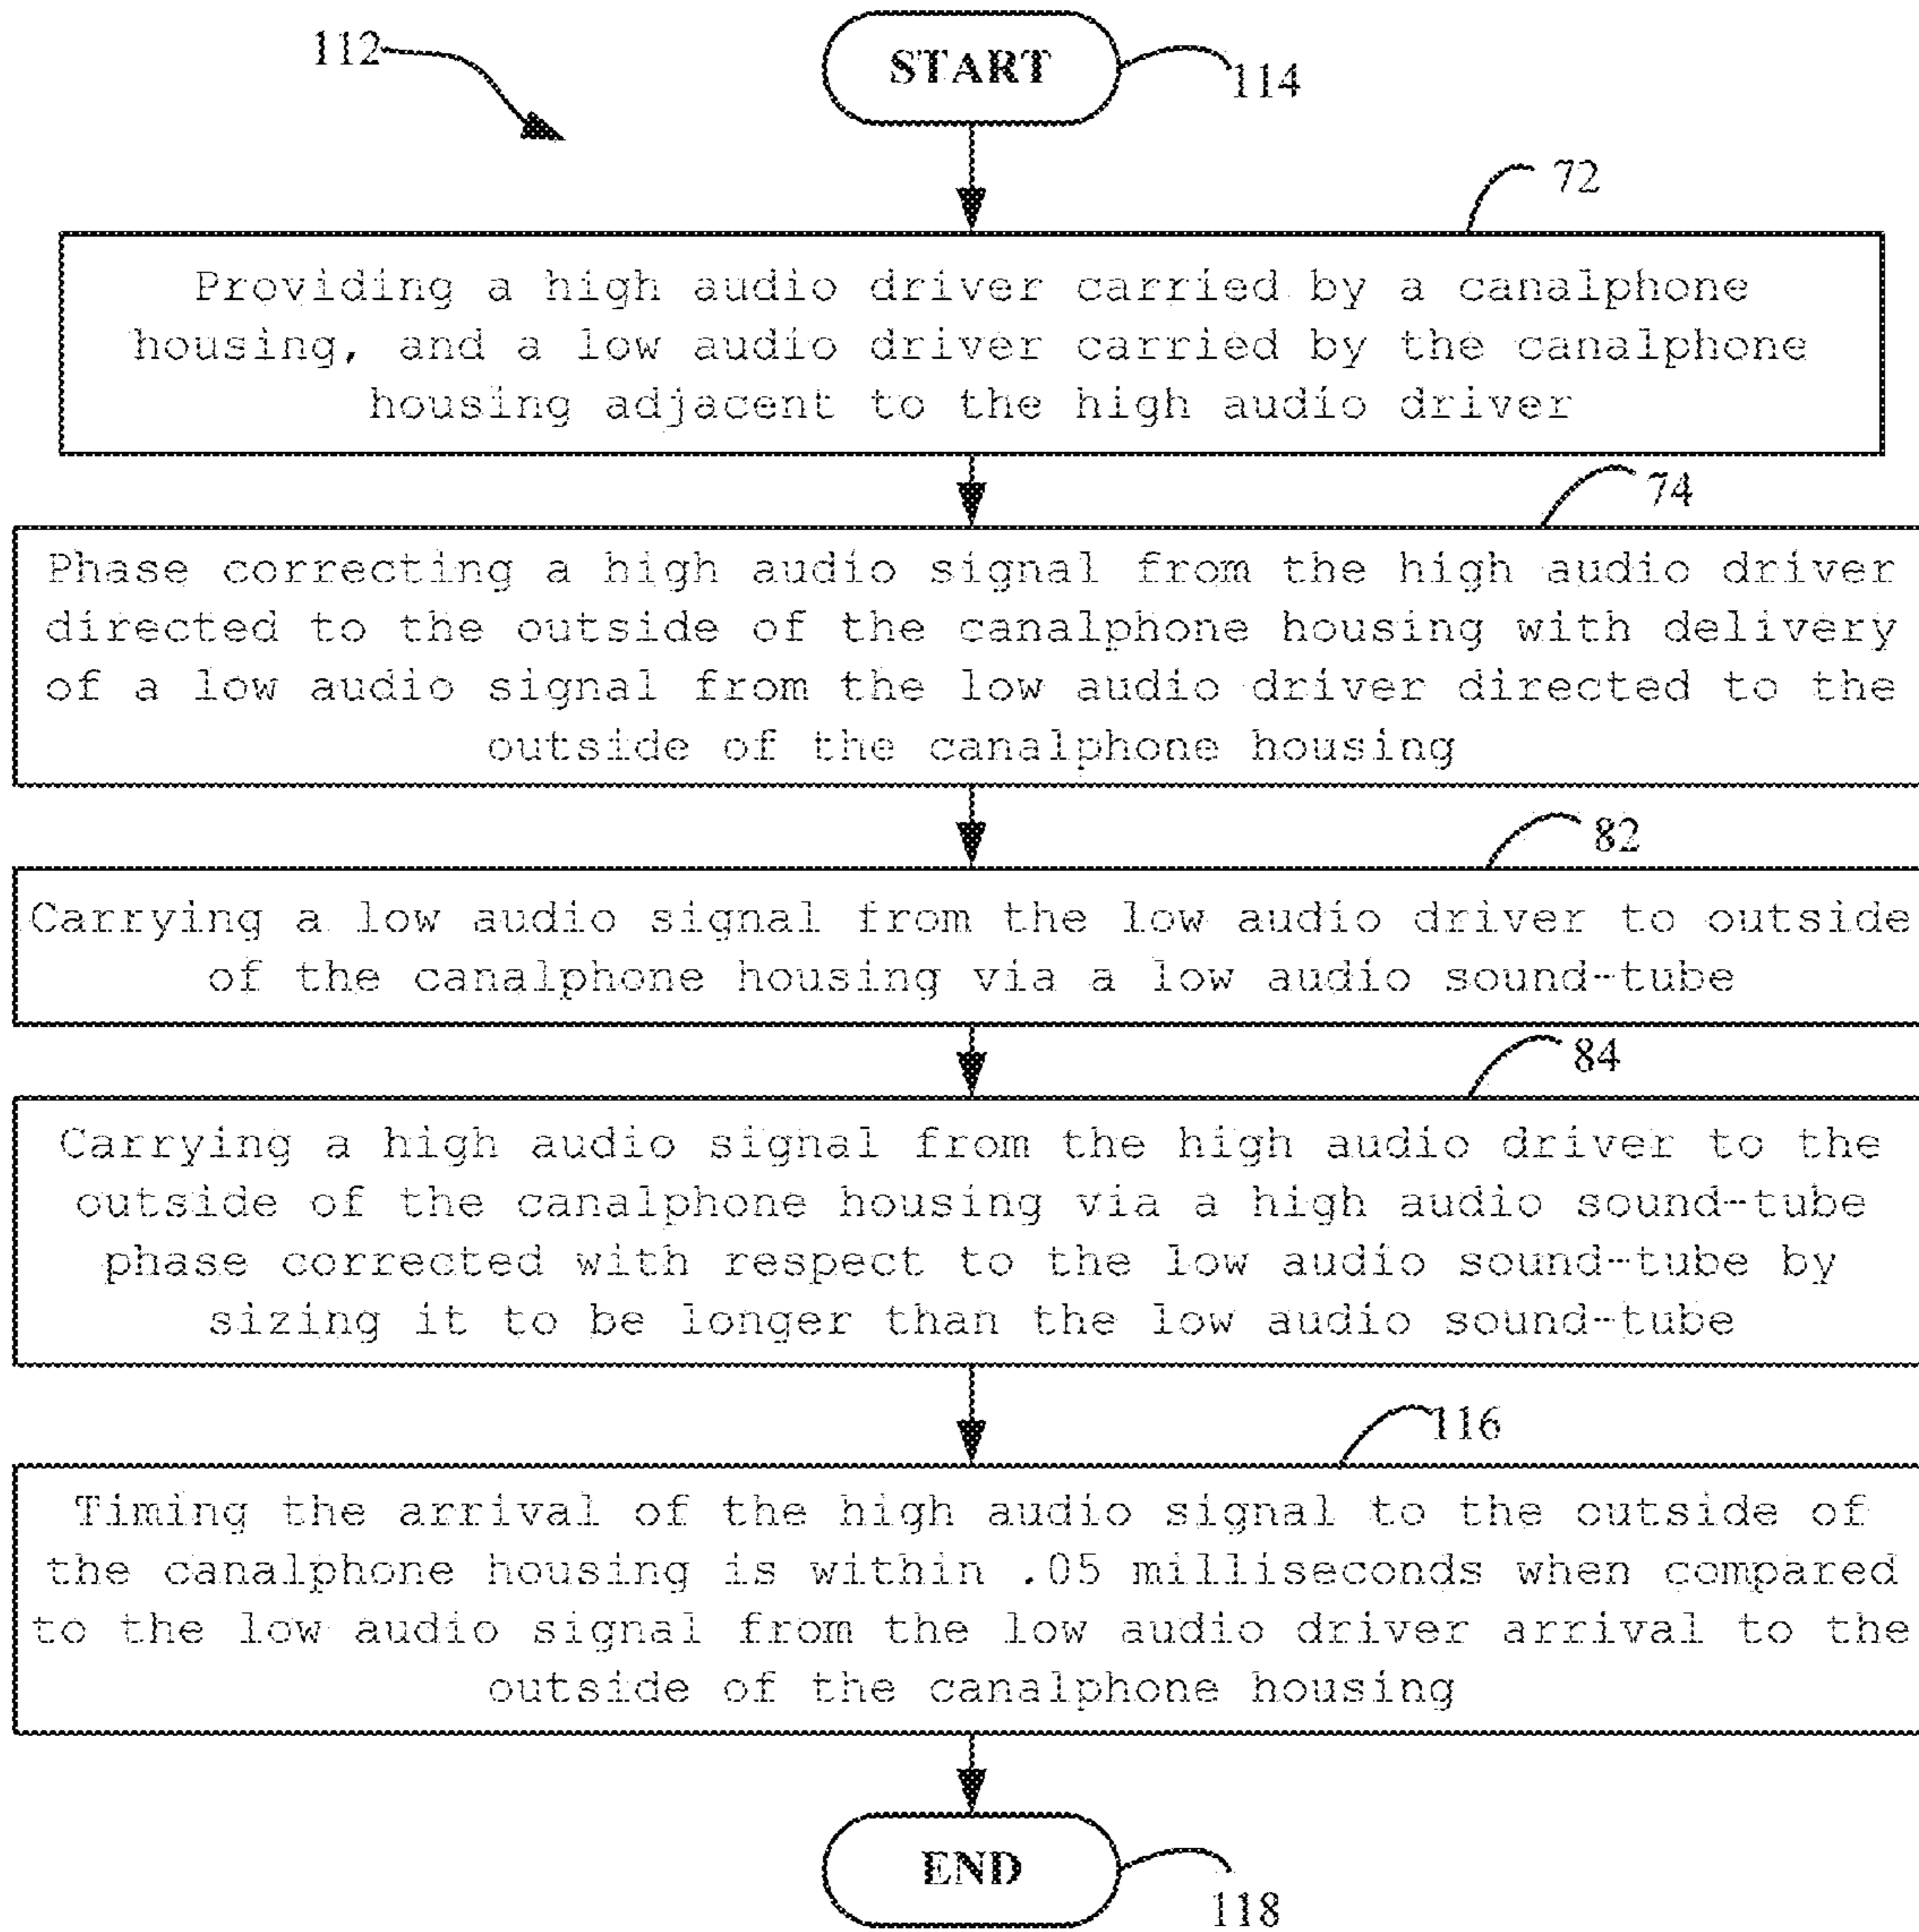 112
START
114
72
Providing a high audio driver carried by a canalphone
housing, and a low audio driver carried by the canalphone
housing adjacent to the high audio driver
74
Phase correcting a high audio signal from the high audio driver
directed to the outside of the canalphone housing with delivery
of a low audio signal from the low audio driver directed to the
outside of the canalphone housing
82
Carrying a low audio signal from the low audio driver to outside
of the canalphone housing via a low audio sound-tube
84
Carrying a high audio signal from the high audio driver to the
outside of the canalphone housing via a high audio sound-tube
phase corrected with respect to the low audio sound-tube by
sizing it to be longer than the low audio sound-tube
116
Timing the arrival of the high audio signal to the outside of
the canalphone housing is within .05 milliseconds when compared
to the low audio signal from the low audio driver arrival to the
outside of the canalphone housing
END
118